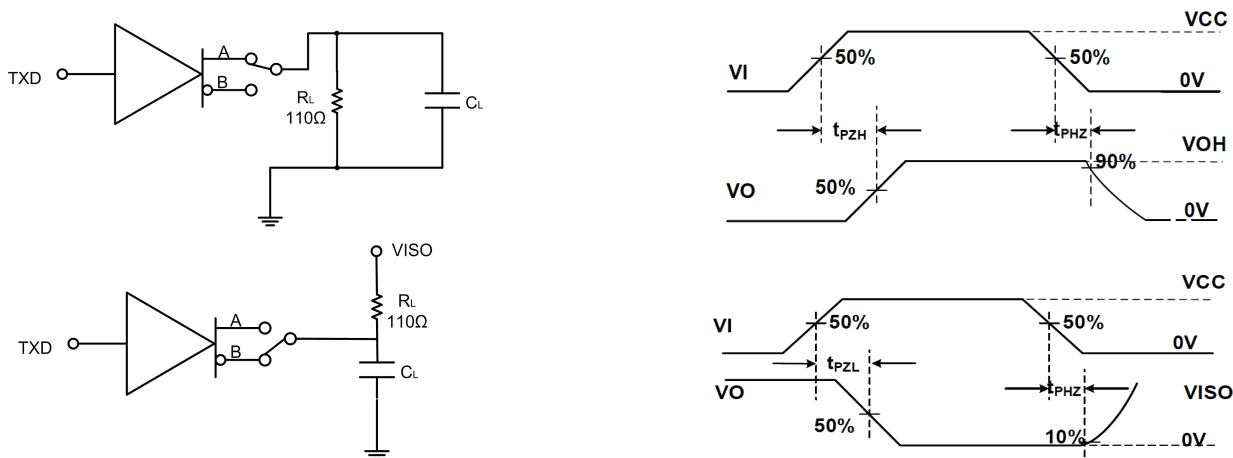 TXD
A
B
RL
110Ω
CL
VI
50%
50%
VCC
0V
tPZH
tPHZ
VO
50%
VOH
90%
0V
TXD
A
B
VISO
RL
110Ω
CL
VI
50%
50%
VCC
0V
tPZL
tPHZ
VO
50%
10%
VISO
0V